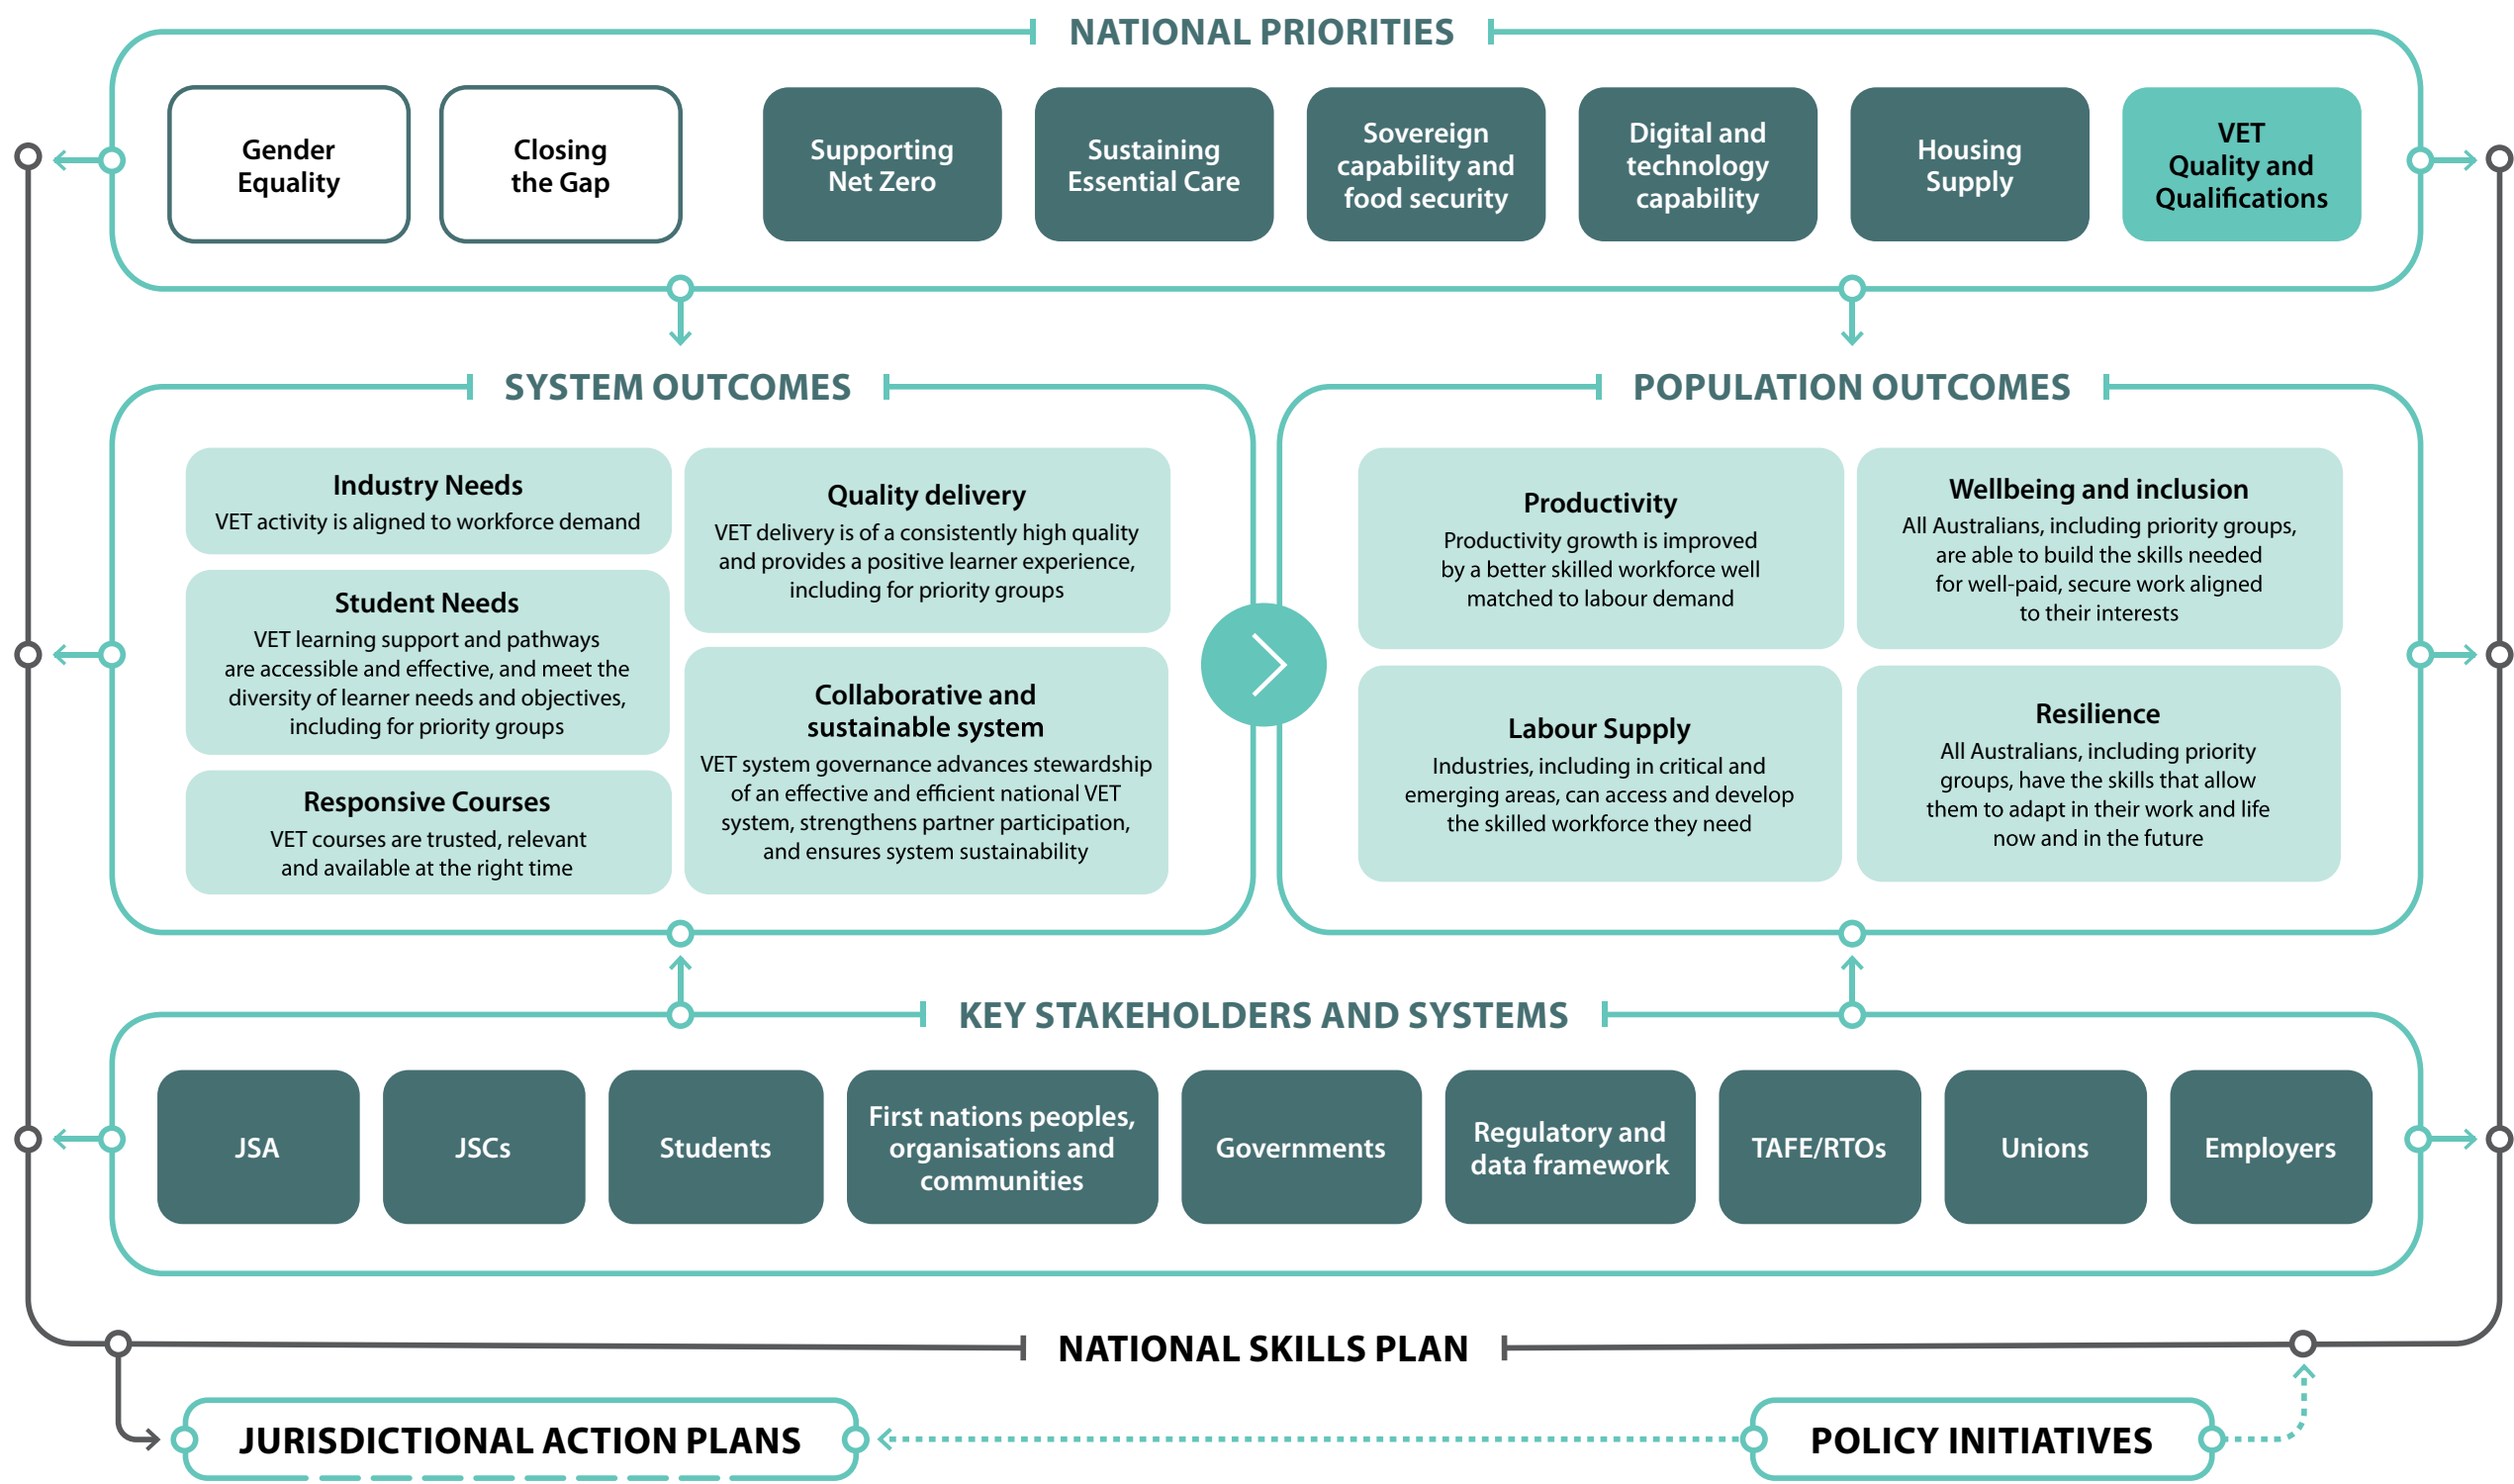 NATIONAL PRIORITIES
Gender
Equality
Closing
the Gap
Supporting
Net Zero
Sustaining
Essential Care
Sovereign
capability and
food security
Digital and
technology
capability
Housing
Supply
VET
Quality and
Qualifications
SYSTEM OUTCOMES
Industry Needs
VET activity is aligned to workforce demand
Student Needs
VET learning support and pathways
are accessible and effective, and meet the
diversity of learner needs and objectives,
including for priority groups
Responsive Courses
VET courses are trusted, relevant
and available at the right time
Quality delivery
VET delivery is of a consistently high quality
and provides a positive learner experience,
including for priority groups
Collaborative and
sustainable system
VET system governance advances stewardship
of an effective and efficient national VET
system, strengthens partner participation,
and ensures system sustainability
POPULATION OUTCOMES
Productivity
Productivity growth is improved
by a better skilled workforce well
matched to labour demand
Labour Supply
Industries, including in critical and
emerging areas, can access and develop
the skilled workforce they need
Wellbeing and inclusion
All Australians, including priority groups,
are able to build the skills needed
for well-paid, secure work aligned
to their interests
Resilience
All Australians, including priority
groups, have the skills that allow
them to adapt in their work and life
now and in the future
KEY STAKEHOLDERS AND SYSTEMS
JSA
JSCs
Students
First nations peoples,
organisations and
communities
Governments
Regulatory and
data framework
TAFE/RTOs
Unions
Employers
NATIONAL SKILLS PLAN
JURISDICTIONAL ACTION PLANS
POLICY INITIATIVES